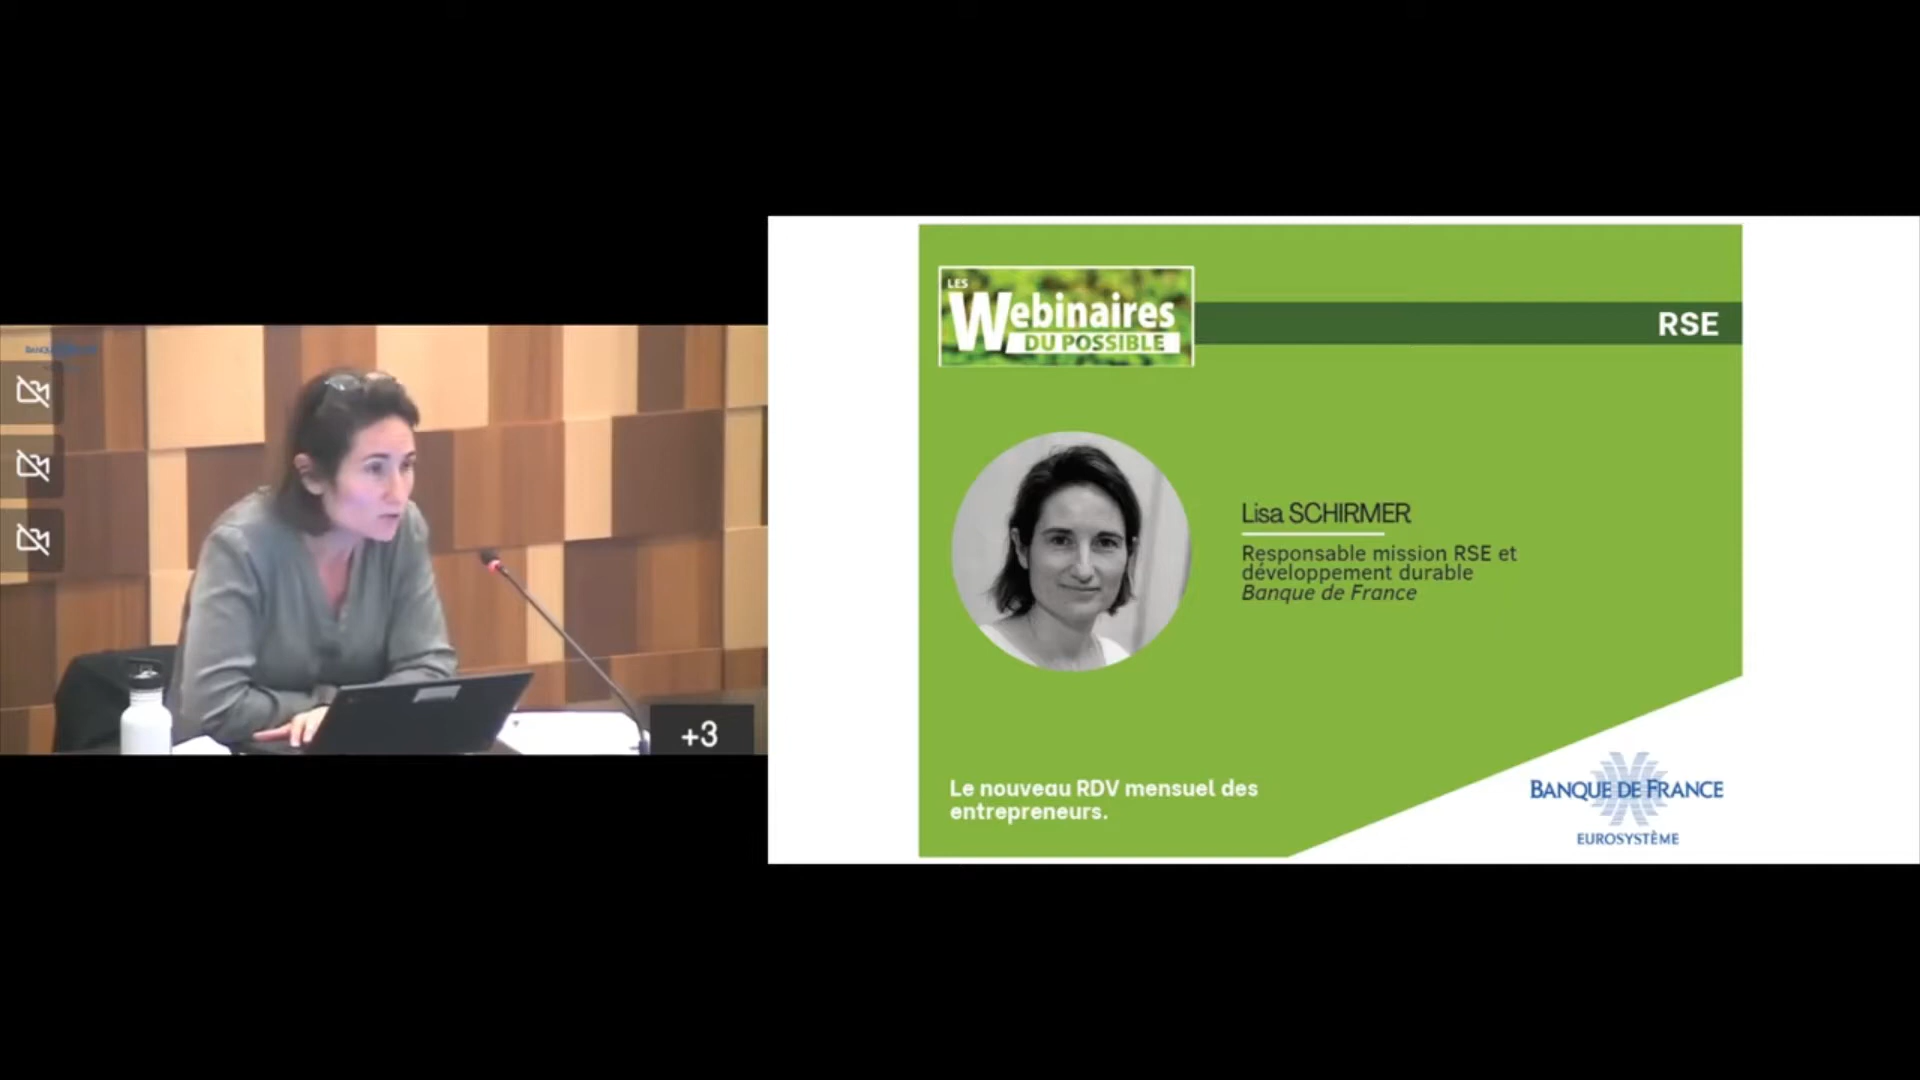 +3
LES
Webinaires
DU POSSIBLE
RSE
Lisa SCHIRMER
Responsable mission RSE et
développement durable
Banque de France
Le nouveau RDV mensuel des
entrepreneurs.
BANQUE DE FRANCE
EUROSYSTÈME